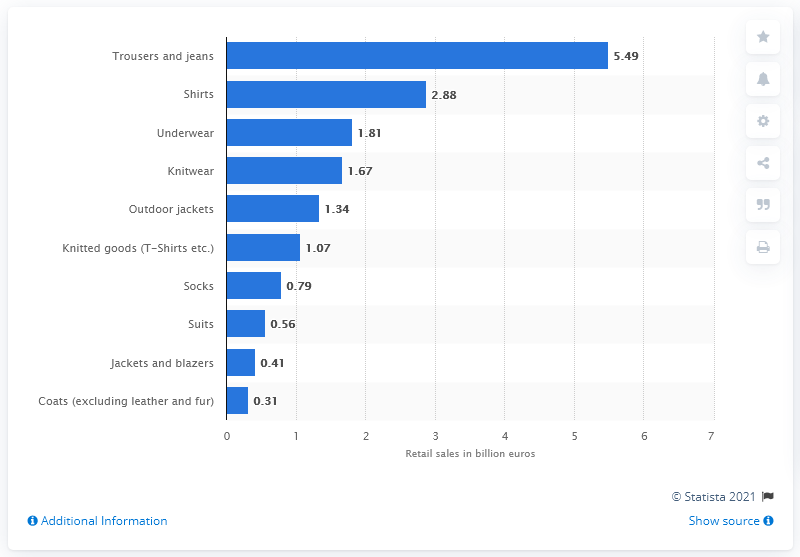 Trousers and jeans 5.49
Shirts 2.88
Underwear 1.81
Knitwear 1.67
Outdoor jackets 1.34
Knitted goods (T-Shirts etc.) 1.07
Socks 0.79
Suits 0.56
Jackets and blazers 0.41
Coats (excluding leather and fur) 0.31
0 1 2 3 4 5 6 7
Retail sales in billion euros
© Statista 2021
Additional Information Show source